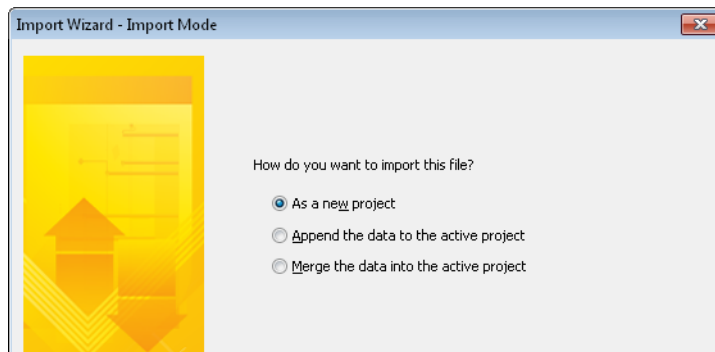 Import Wizard - Import Mode
How do you want to import this file?
As a new project
Append the data to the active project
Merge the data into the active project